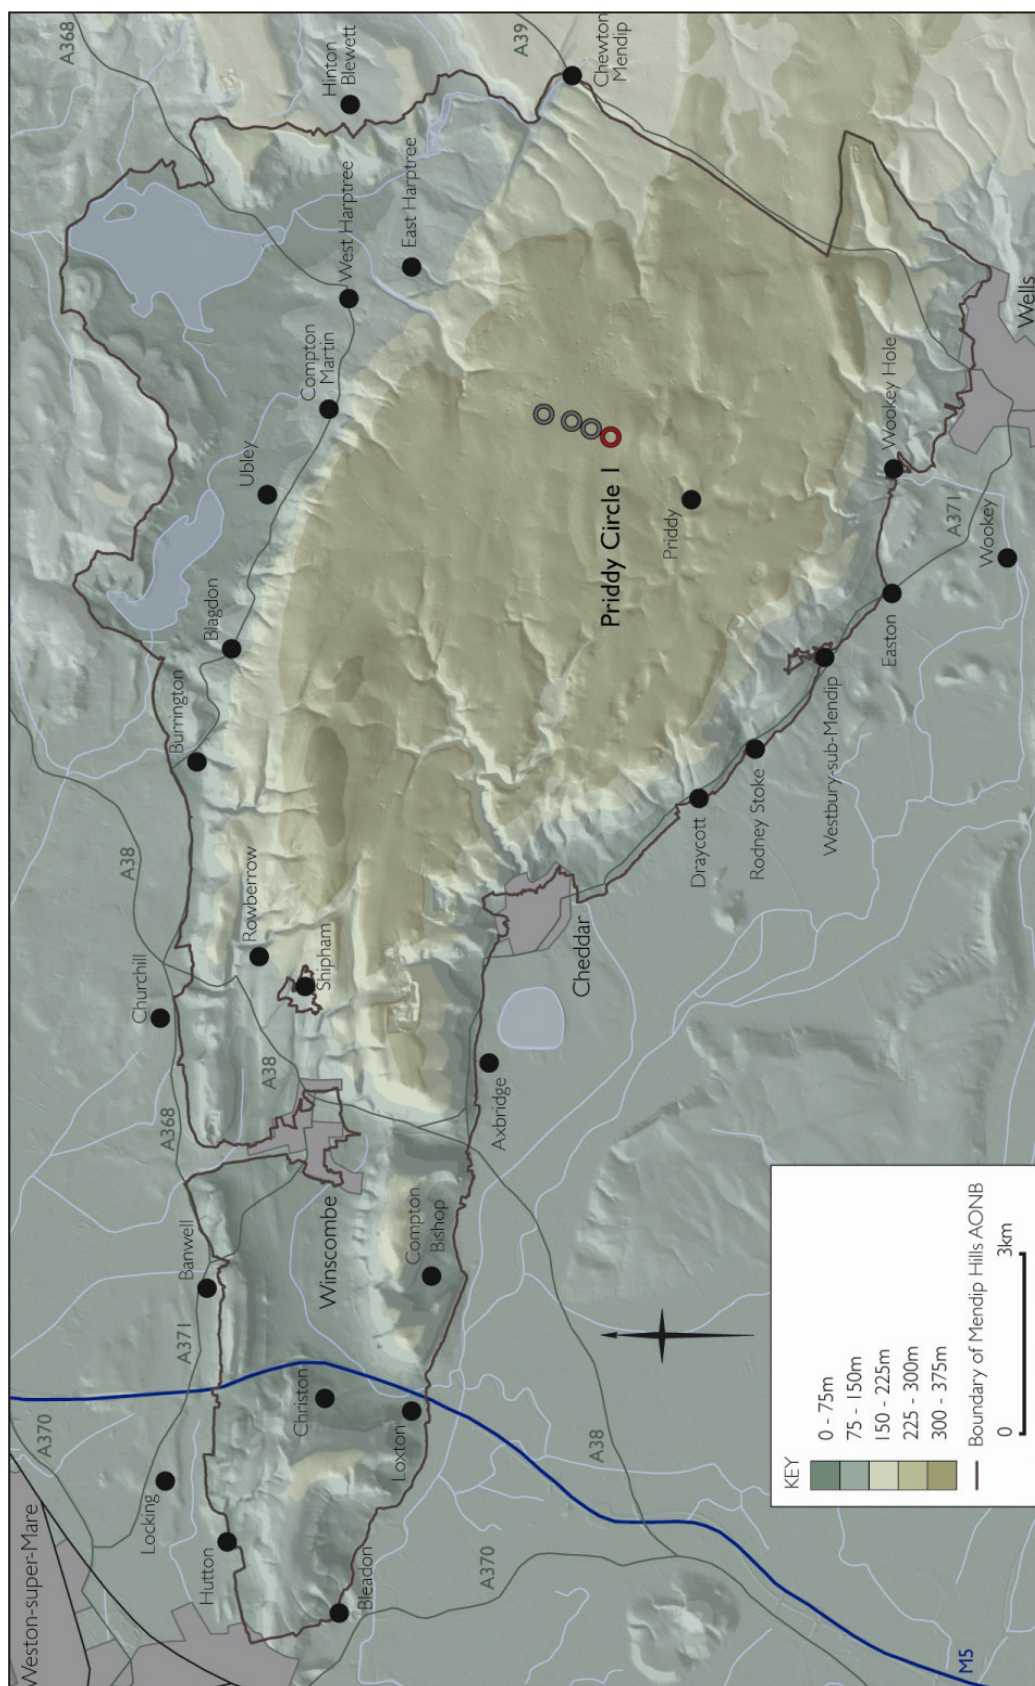 Weston-super-Mare
A370
A368
Locking
A371
Banwell
A368
Churchill
A38
Burrington
Hutton
Blagdon
Ubley
Compton
Martin
West Harptree
Hinton
Blewett
East Harptree
Rowberrow
A38
Shipham
Christon
Winscombe
Bleadon
Loxton
Compton
Bishop
A370
A38
Axbridge
Cheddar
A39
Chewton
Mendip
Priddy Circle 1
Priddy
Draycott
Rodney Stoke
Westbury-sub-Mendip
Easton
Wookey Hole
A371
Wookey
Wells
M5
KEY
0 - 75m
75 - 150m
150 - 225m
225 - 300m
300 - 375m
Boundary of Mendip Hills AONB
0 3km